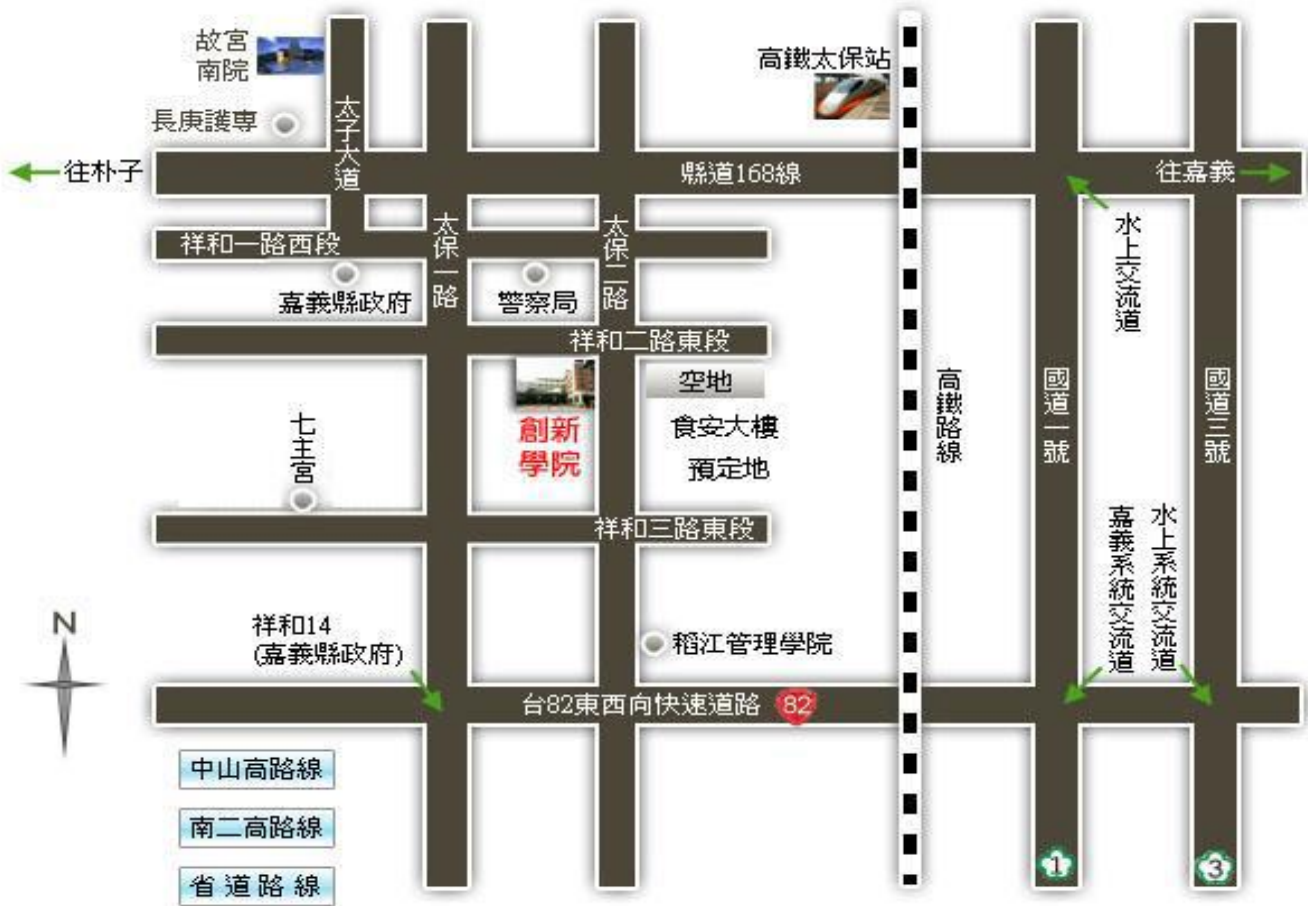 故宮
南院
高鐵太保站
長庚護專
太子大道
往朴子
縣道168線
往嘉義
祥和一路西段
太保一路
太保二路
水上交流道
嘉義縣政府
警察局
祥和二路東段
空地
高鐵路線
國道一號
國道三號
七主宮
創新
學院
食安大樓
預定地
祥和三路東段
嘉義系統交流道
水上系統交流道
N
祥和14
(嘉義縣政府)
稻江管理學院
台82東西向快速道路
82
中山高路線
南二高路線
省道路線
1
3